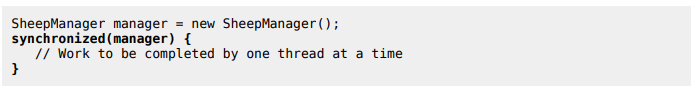 SheepManager manager = new SheepManager();
synchronized(manager) {
   // Work to be completed by one thread at a time
}